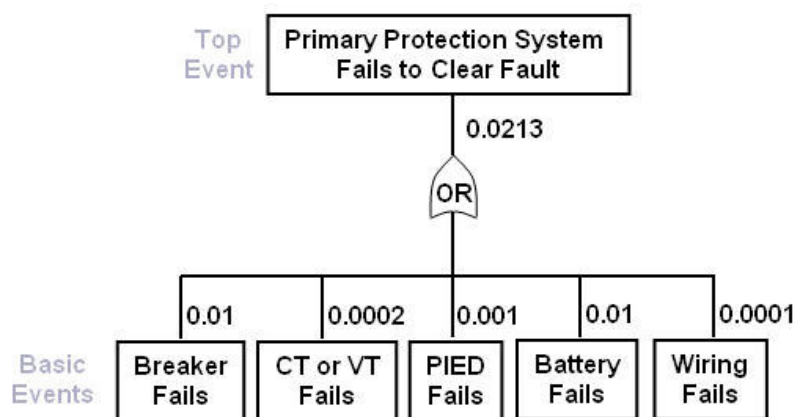 Top
Event
Primary Protection System
Fails to Clear Fault
0.0213
OR
0.01
0.0002
0.001
0.01
0.0001
Basic
Events
Breaker
Fails
CT or VT
Fails
PIED
Fails
Battery
Fails
Wiring
Fails